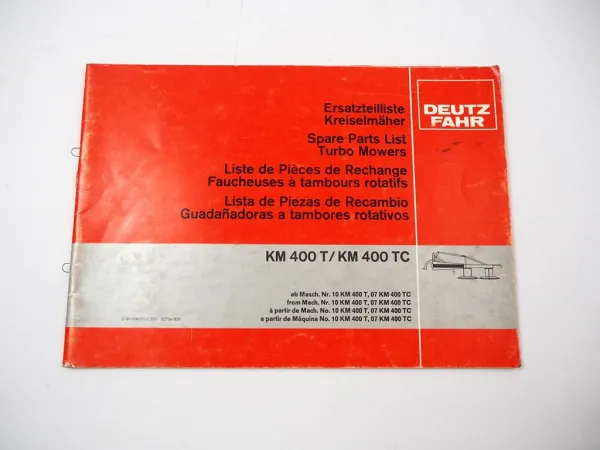 Ersatzteilliste
Kreiselmäher
Spare Parts List
Turbo Mowers
Liste de Pièces de Rechange
Faucheuses à tambours rotatifs
Lista de Piezas de Recambio
Guadañadoras a tambores rotativos
DEUTZ
FAHR
KM 400 T/ KM 400 TC
ab Masch. Nr. 10 KM 400 T, 07 KM 400 TC
from Mach. Nr. 10 KM 400 T, 07 KM 400 TC
à partir de Mach. No. 10 KM 400 T, 07 KM 400 TC
a partir de Máquina No. 10 KM 400 T, 07 KM 400 TC